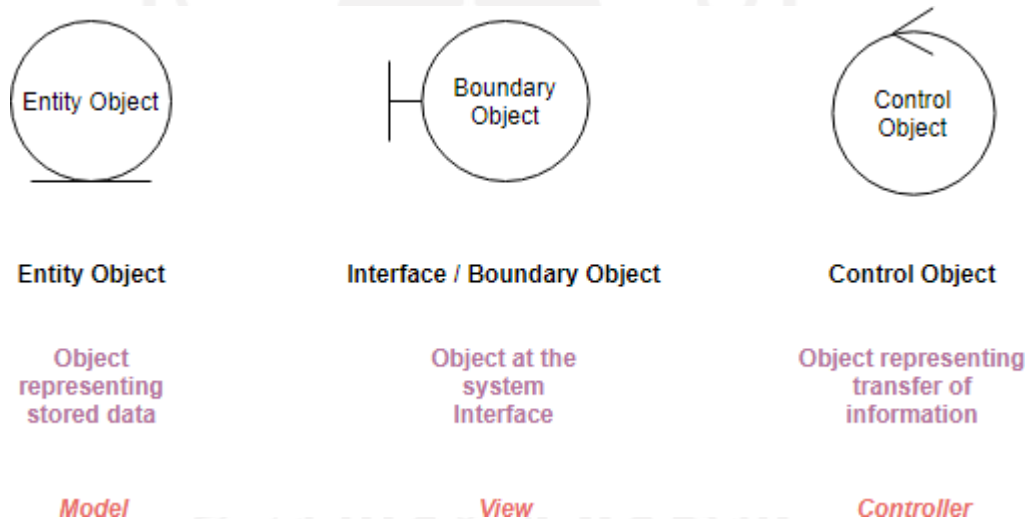 Entity Object
Boundary
Object
Control
Object
Entity Object
Interface / Boundary Object
Control Object
Object
representing
stored data
Object at the
system
Interface
Object representing
transfer of
information
Model
View
Controller